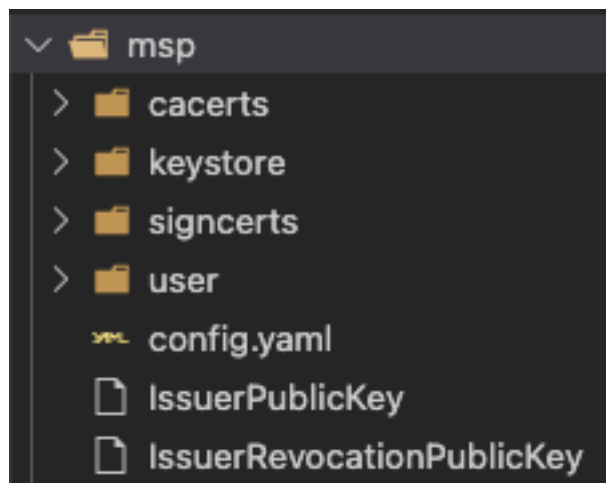 msp
cacerts
keystore
signcerts
user
config.yaml
IssuerPublicKey
IssuerRevocationPublicKey